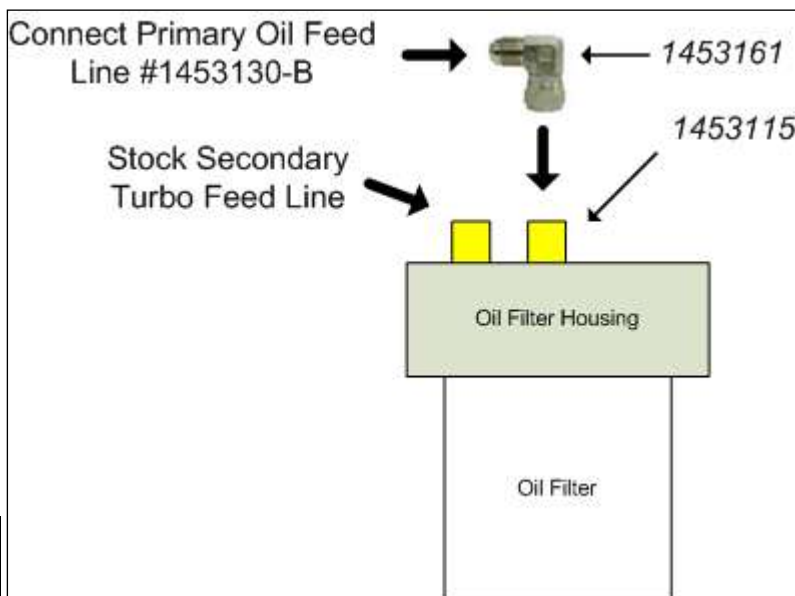 Connect Primary Oil Feed
Line #1453130-B
1453161
1453115
Stock Secondary
Turbo Feed Line
Oil Filter Housing
Oil Filter